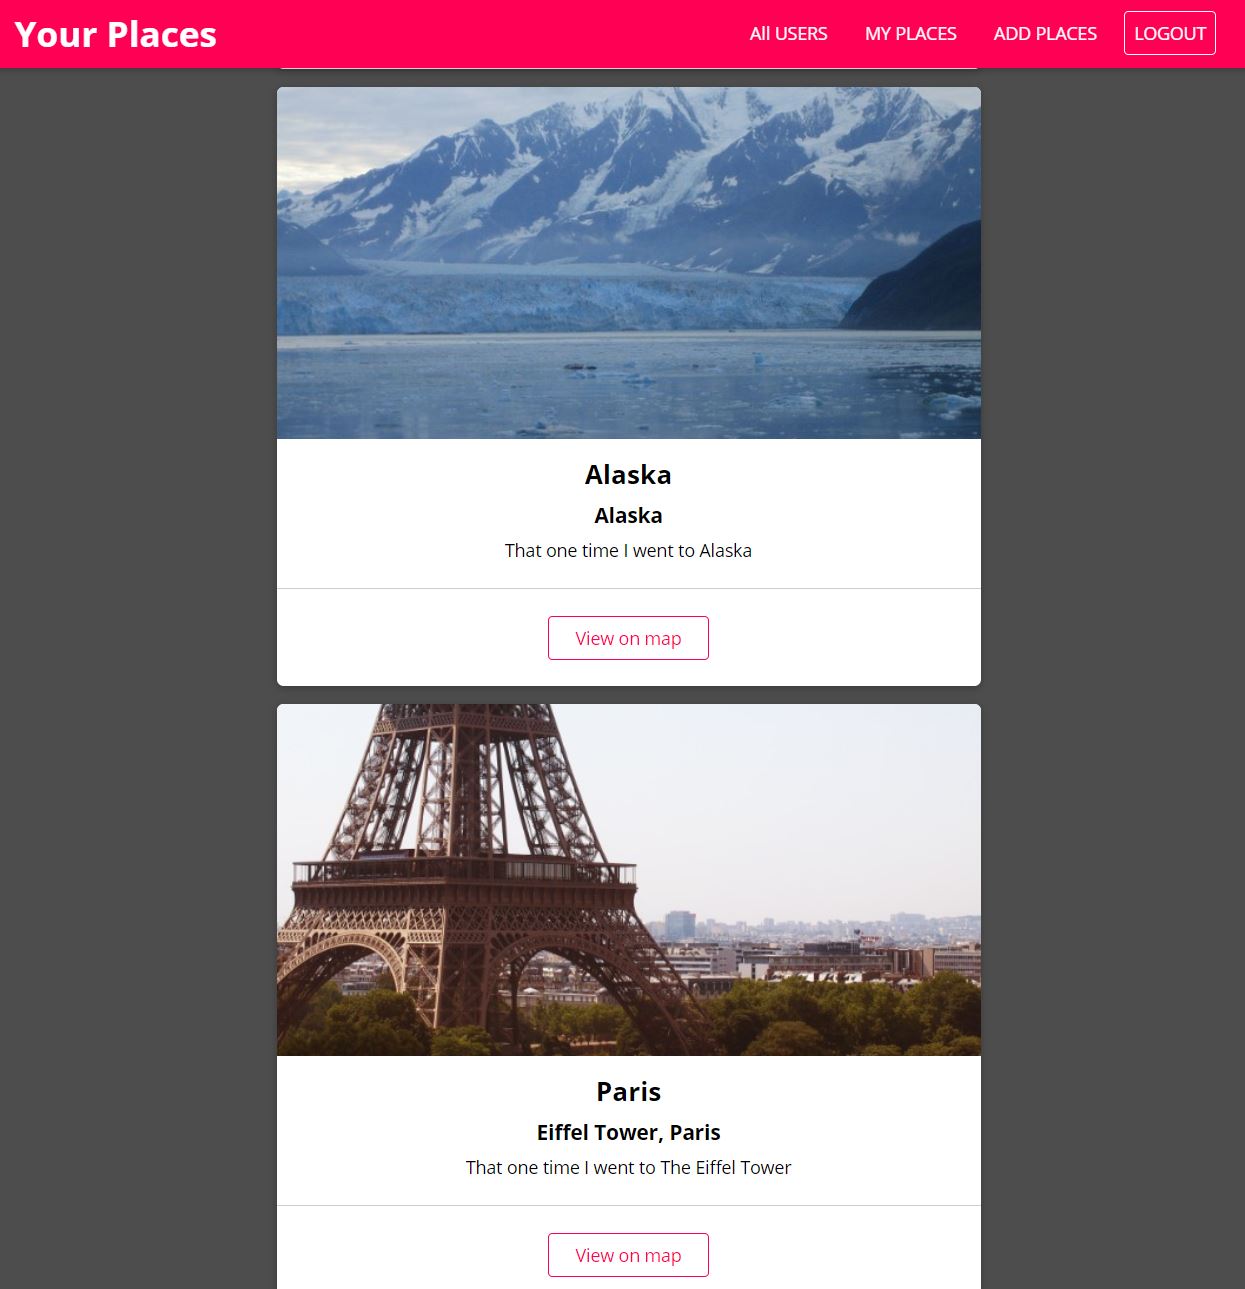 Your Places
All USERS
MY PLACES
ADD PLACES
LOGOUT
Alaska
Alaska
That one time I went to Alaska
View on map
Paris
Eiffel Tower, Paris
That one time I went to The Eiffel Tower
View on map